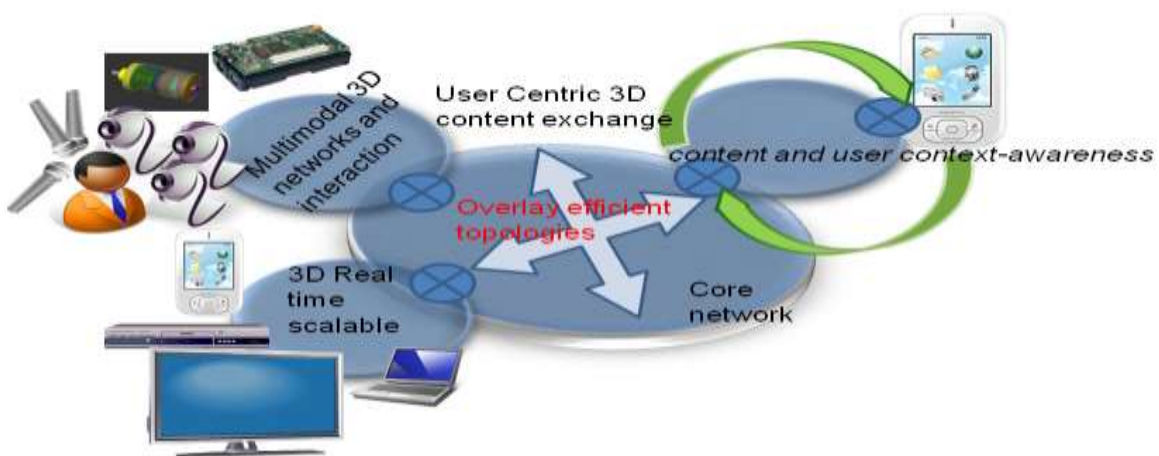 Multimodal 3D
networks and
interaction
User Centric 3D
content exchange
content and user context-awareness
Overlay efficient
topologies
3D Real
time
scalable
Core
network